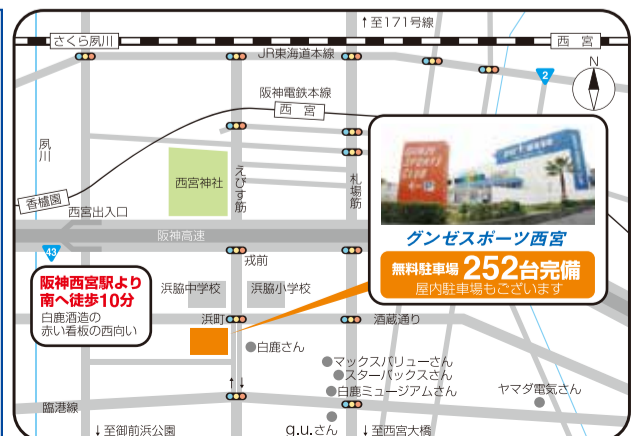 ↑至171号線
さくら夙川
西 宮
JR東海道本線
N
2
阪神電鉄本線
西 宮
夙川
香櫨園
西宮神社
えびす筋
札場筋
西宮出入口
GUNZE
SPORTS
CLUB
グンゼスポーツ西宮
無料駐車場 252台完備
屋内駐車場もございます
阪神高速
43
戎前
阪神西宮駅より
南へ徒歩10分
白鹿酒造の
赤い看板の西向い
浜脇中学校
浜脇小学校
浜町
酒蔵通り
白鹿さん
マックスバリューさん
スターバックスさん
白鹿ミュージアムさん
ヤマダ電気さん
↑↓
臨港線
↓至御前浜公園
g.u.さん
↓至西宮大橋